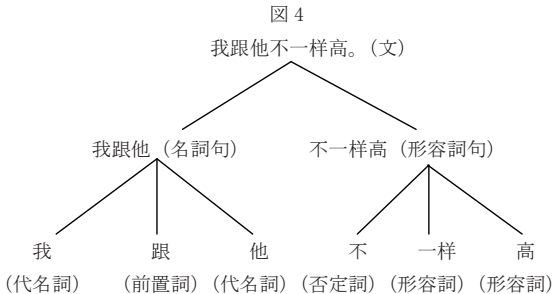 図 4
我跟他不一样高。（文）
我跟他（名詞句） 不一样高（形容詞句）
我 跟 他 不 一样 高
（代名詞） （前置詞）（代名詞）（否定詞）（形容詞）（形容詞）